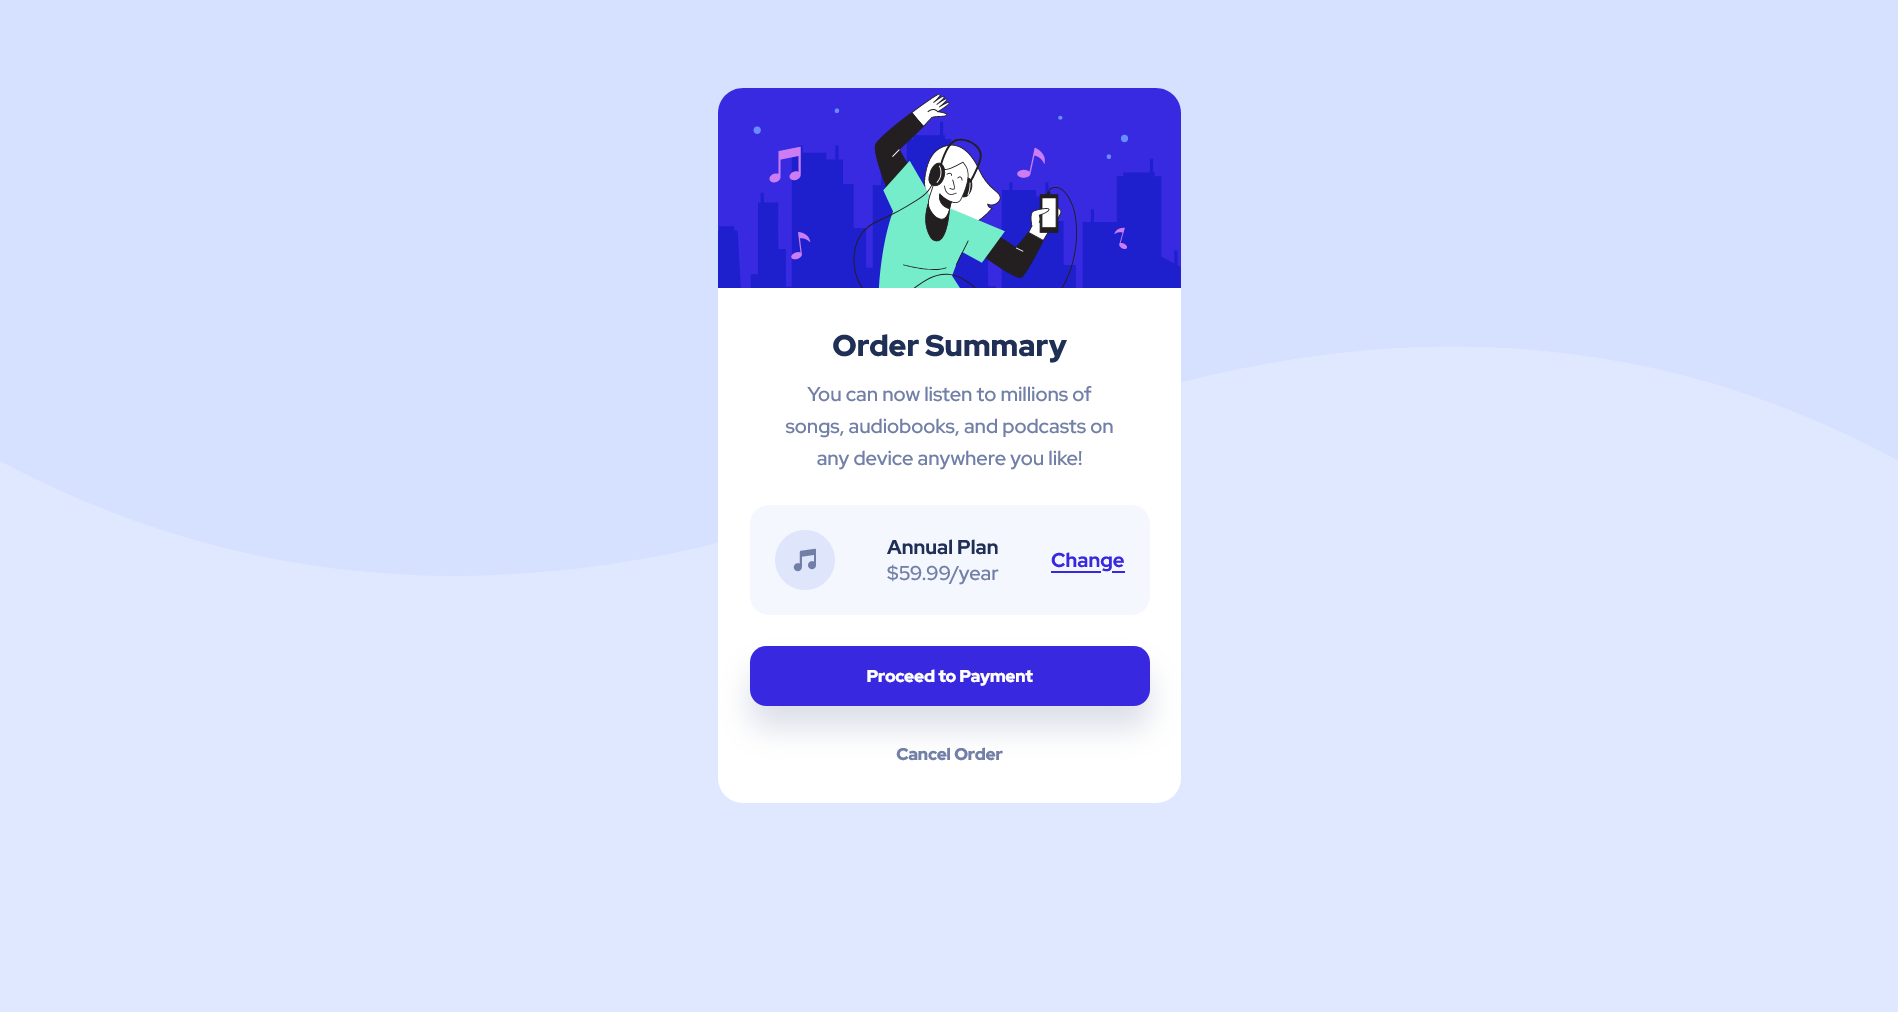 Order Summary
You can now listen to millions of
songs, audiobooks, and podcasts on
any device anywhere you like!
Annual Plan
$59.99/year
Change
Proceed to Payment
Cancel Order